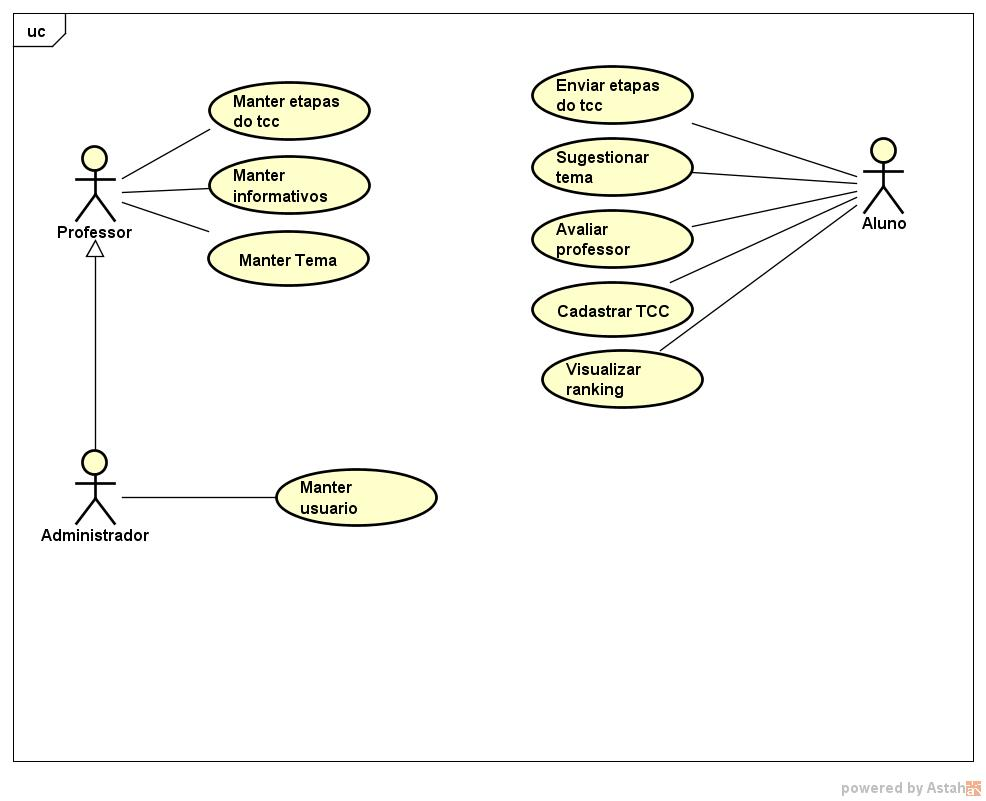 uc
Manter etapas
do tcc
Manter
informativos
Manter Tema
Professor
Administrador
Manter
usuario
Enviar etapas
do tcc
Sugestionar
tema
Avaliar
professor
Cadastrar TCC
Visualizar
ranking
Aluno
powered by Astah